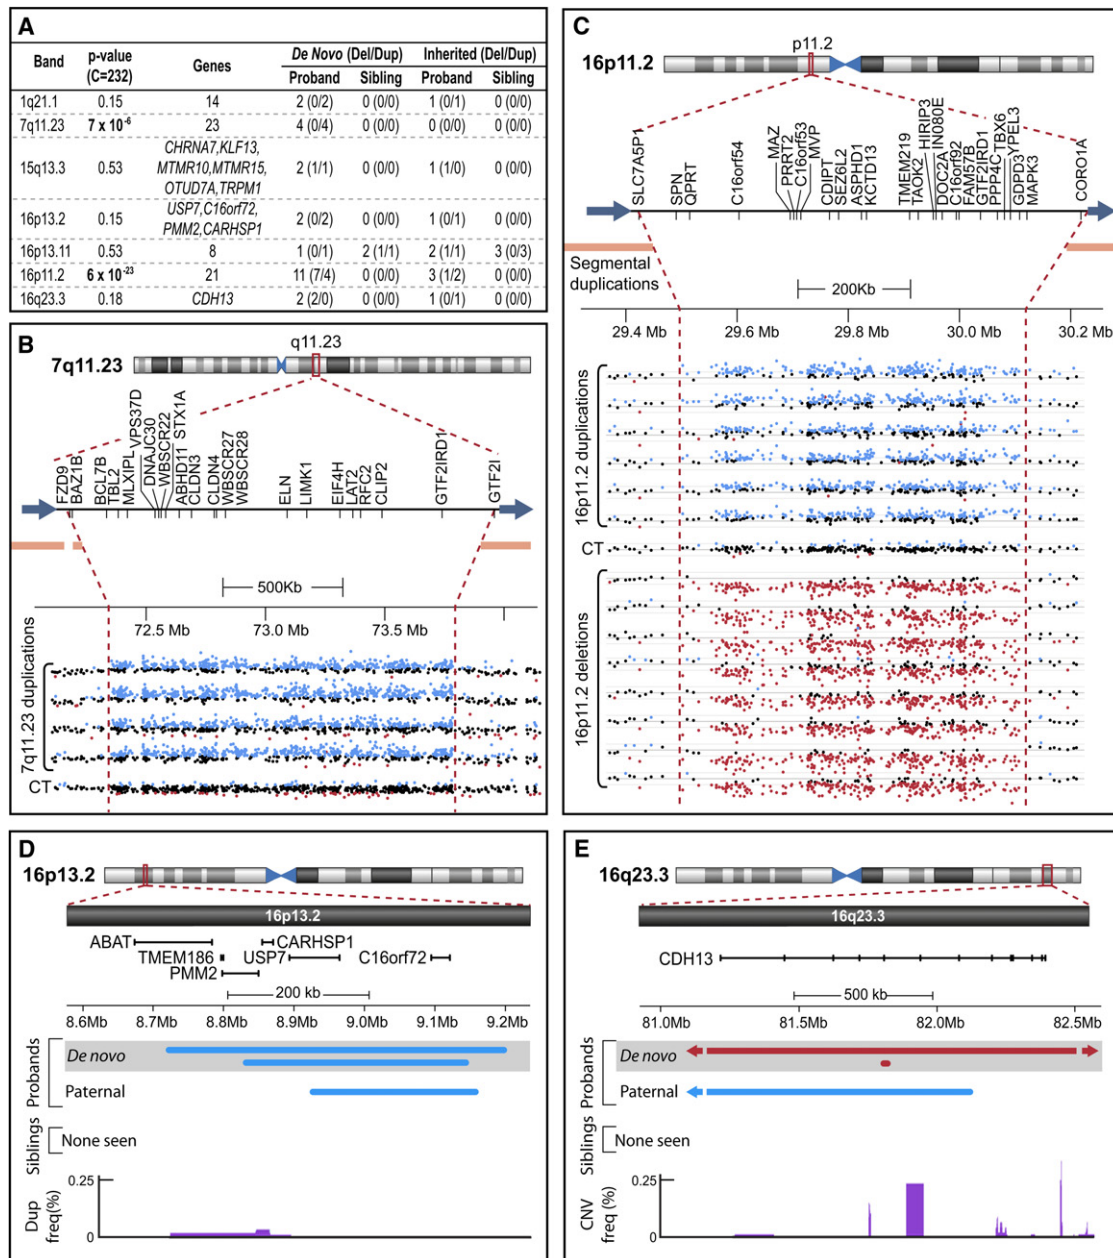 A
Band p-value (C=232) Genes De Novo (Del/Dup) Inherited (Del/Dup)
Proband Sibling Proband Sibling
1q21.1 0.15 14 2 (0/2) 0 (0/0) 1 (0/1) 0 (0/0)
7q11.23 7 x 10-6 23 4 (0/4) 0 (0/0) 0 (0/0) 0 (0/0)
15q13.3 0.53 CHRNA7,KLF13, MTMR10,MTMR15, OTUD7A,TRPM1 2 (1/1) 0 (0/0) 1 (1/0) 0 (0/0)
16p13.2 0.15 USP7,C16orf72, PMM2,CARHSP1 2 (0/2) 0 (0/0) 1 (0/1) 0 (0/0)
16p13.11 0.53 8 1 (0/1) 2 (1/1) 2 (1/1) 3 (0/3)
16p11.2 6 x 10-23 21 11 (7/4) 0 (0/0) 3 (1/2) 0 (0/0)
16q23.3 0.18 CDH13 2 (2/0) 0 (0/0) 1 (0/1) 0 (0/0)
B
q11.23
7q11.23
FZD9
BAZ1B
BCL7B
TBL2
MLXIPL
VPS37D
DNAJC30
WBSCR22
ABHD11
STX1A
CLDN3
CLDN4
WBSCR27
WBSCR28
ELN
LIMK1
EIF4H
LAT2
RFC2
CLIP2
GTF2IRD1
GTF2I
500Kb
72.5 Mb 73.0 Mb 73.5 Mb
7q11.23 duplications
CT
C
p11.2
16p11.2
SLC7A5P1
SPN
QPRT
C16orf54
MAZ
PRRT2
C16orf53
MVP
CDIPT
SEZ6L2
ASPHD1
KCTD13
TMEM219
TAOK2
HIRIP3
IN080E
DOC2A
C16orf92
FAM57B
GTF2IRD1
PPP4C
TBX6
YPEL3
GDPD3
MAPK3
CORO1A
Segmental
duplications
200Kb
29.4 Mb 29.6 Mb 29.8 Mb 30.0 Mb 30.2 Mb
16p11.2 duplications
CT
16p11.2 deletions
D
16p13.2
16p13.2
ABAT CARHSP1
TMEM186 USP7 C16orf72
PMM2
200 kb
8.6Mb 8.7Mb 8.8Mb 8.9Mb 9.0Mb 9.1Mb 9.2Mb
Probands
De novo
Paternal
Siblings
None seen
Dup
freq(%)
0.25
0
E
16q23.3
16q23.3
CDH13
500 kb
81.0Mb 81.5Mb 82.0Mb 82.5Mb
Probands
De novo
Paternal
Siblings
None seen
CNV
freq (%)
0.25
0